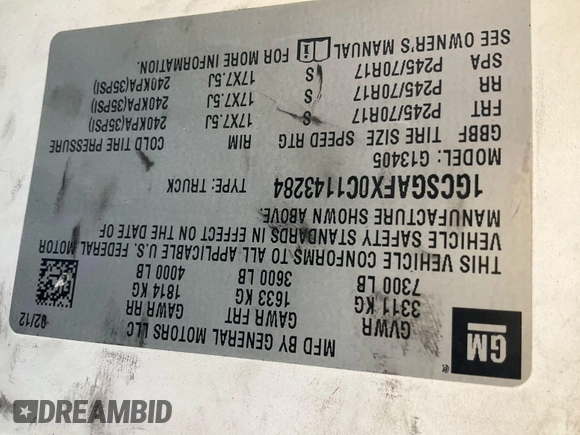 GM ®
MFD BY GENERAL MOTORS LLC 02/12
GVWR GAWR FRT GAWR RR
3311 KG 1633 KG 1814 KG
7300 LB 3600 LB 4000 LB
THIS VEHICLE CONFORMS TO ALL APPLICABLE U.S. FEDERAL MOTOR
VEHICLE SAFETY STANDARDS IN EFFECT ON THE DATE OF
MANUFACTURE SHOWN ABOVE.
1GCSGAFX0C1143284 TYPE: TRUCK
MODEL: G13405
GBBF TIRE SIZE SPEED RTG RIM COLD TIRE PRESSURE
FRT P245/70R17 S 17X7.5J 240KPA(35PSI)
RR P245/70R17 S 17X7.5J 240KPA(35PSI)
SPA P245/70R17 S 17X7.5J 240KPA(35PSI)
SEE OWNER'S MANUAL FOR MORE INFORMATION.
DREAMBID